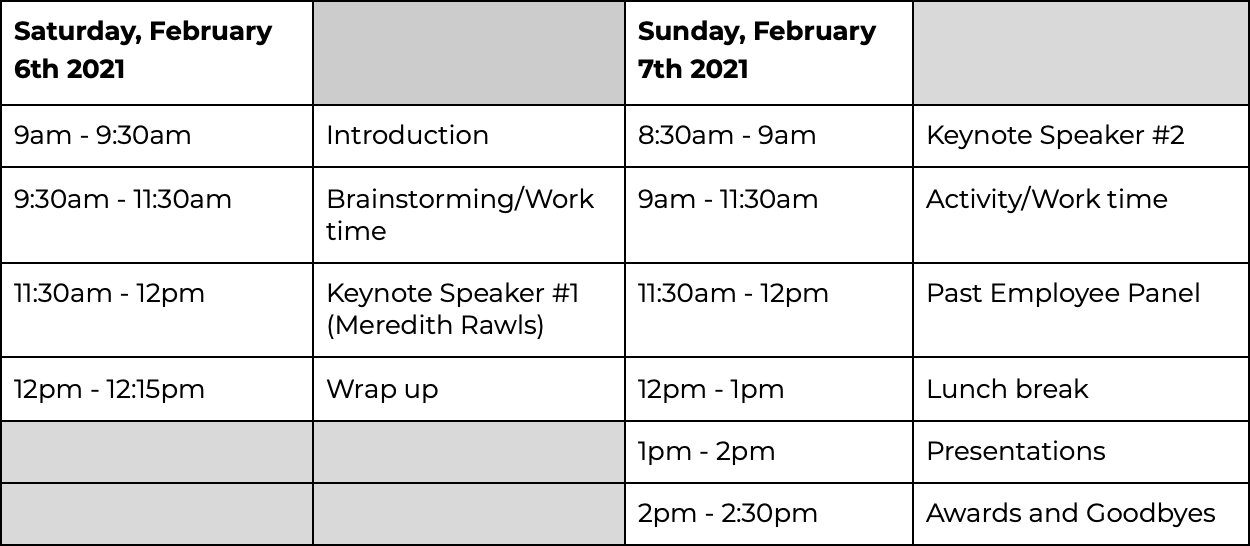 Saturday, February
6th 2021
Sunday, February
7th 2021
9am - 9:30am
Introduction
8:30am - 9am
Keynote Speaker #2
9:30am - 11:30am
Brainstorming/Work
time
9am - 11:30am
Activity/Work time
11:30am - 12pm
Keynote Speaker #1
(Meredith Rawls)
11:30am - 12pm
Past Employee Panel
12pm - 12:15pm
Wrap up
12pm - 1pm
Lunch break
1pm - 2pm
Presentations
2pm - 2:30pm
Awards and Goodbyes